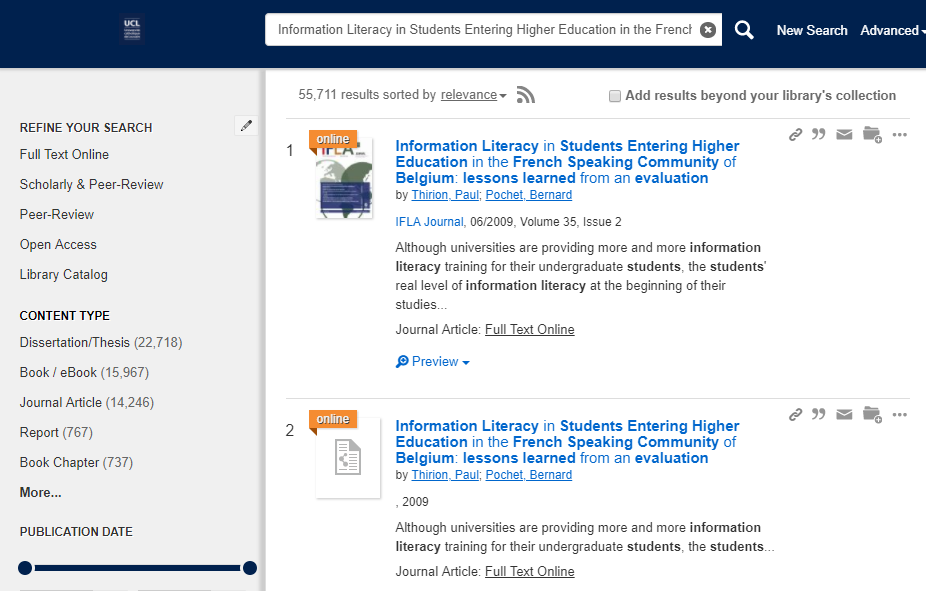 UCL
Information Literacy in Students Entering Higher Education in the French
New Search
Advanced
REFINE YOUR SEARCH
Full Text Online
Scholarly & Peer-Review
Peer-Review
Open Access
Library Catalog
CONTENT TYPE
Dissertation/Thesis (22,718)
Book / eBook (15,967)
Journal Article (14,246)
Report (767)
Book Chapter (737)
More...
PUBLICATION DATE
55,711 results sorted by relevance
Add results beyond your library's collection
1
online
IFLA
Information Literacy in Students Entering Higher
Education in the French Speaking Community of
Belgium: lessons learned from an evaluation
by Thirion, Paul; Pochet, Bernard
IFLA Journal, 06/2009, Volume 35, Issue 2
Although universities are providing more and more information
literacy training for their undergraduate students, the students'
real level of information literacy at the beginning of their
studies...
Journal Article: Full Text Online
Preview
2
online
Information Literacy in Students Entering Higher
Education in the French Speaking Community of
Belgium: lessons learned from an evaluation
by Thirion, Paul; Pochet, Bernard
, 2009
Although universities are providing more and more information
literacy training for their undergraduate students, the students...
Journal Article: Full Text Online